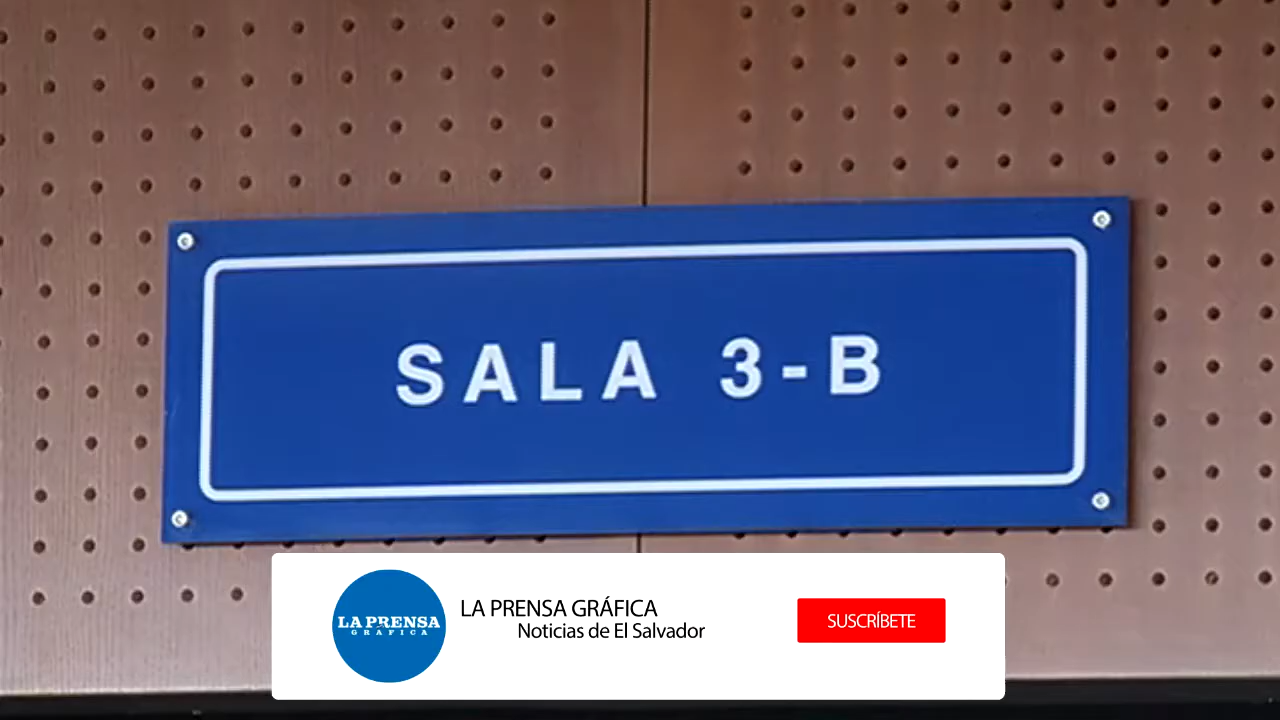 SALA 3-B
LA PRENSA GRÁFICA
Noticias de El Salvador
LA PRENSA
GRAFICA
SUSCRÍBETE